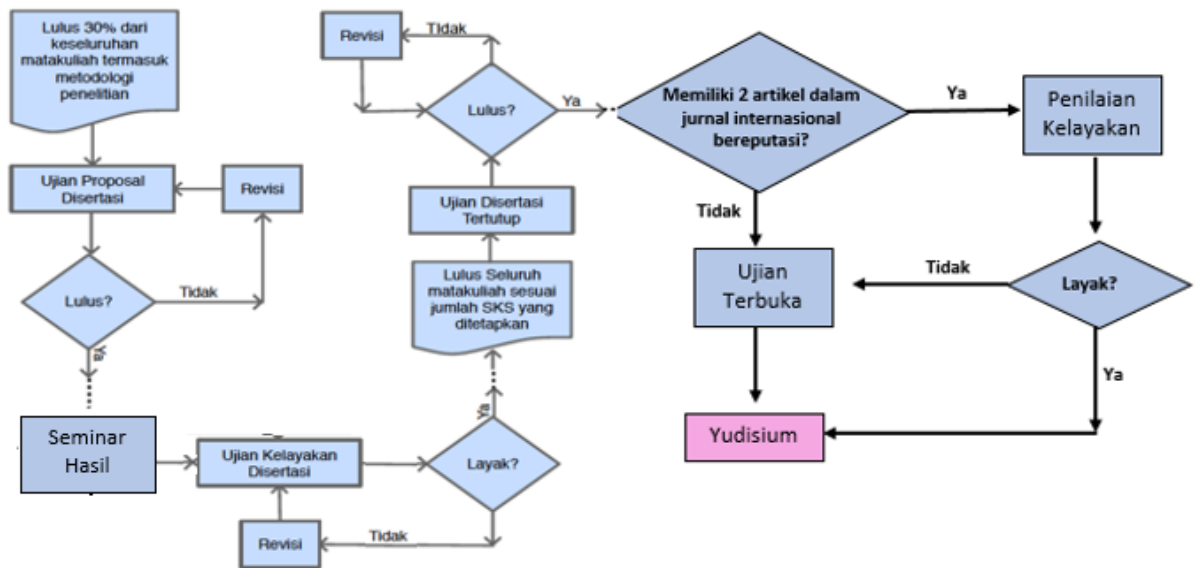 Lulus 30% dari
keseluruhan
matakuliah termasuk
metodologi
penelitian
Ujian Proposal
Disertasi
Revisi
Lulus?
Tidak
Ya
Seminar
Hasil
Ujian Kelayakan
Disertasi
Revisi
Tidak
Layak?
Ya
Lulus Seluruh
matakuliah sesuai
jumlah SKS yang
ditetapkan
Ujian Disertasi
Tertutup
Lulus?
Tidak
Revisi
Ya
Memiliki 2 artikel dalam
jurnal internasional
bereputasi?
Ya
Penilaian
Kelayakan
Tidak
Ujian
Terbuka
Tidak
Layak?
Ya
Yudisium